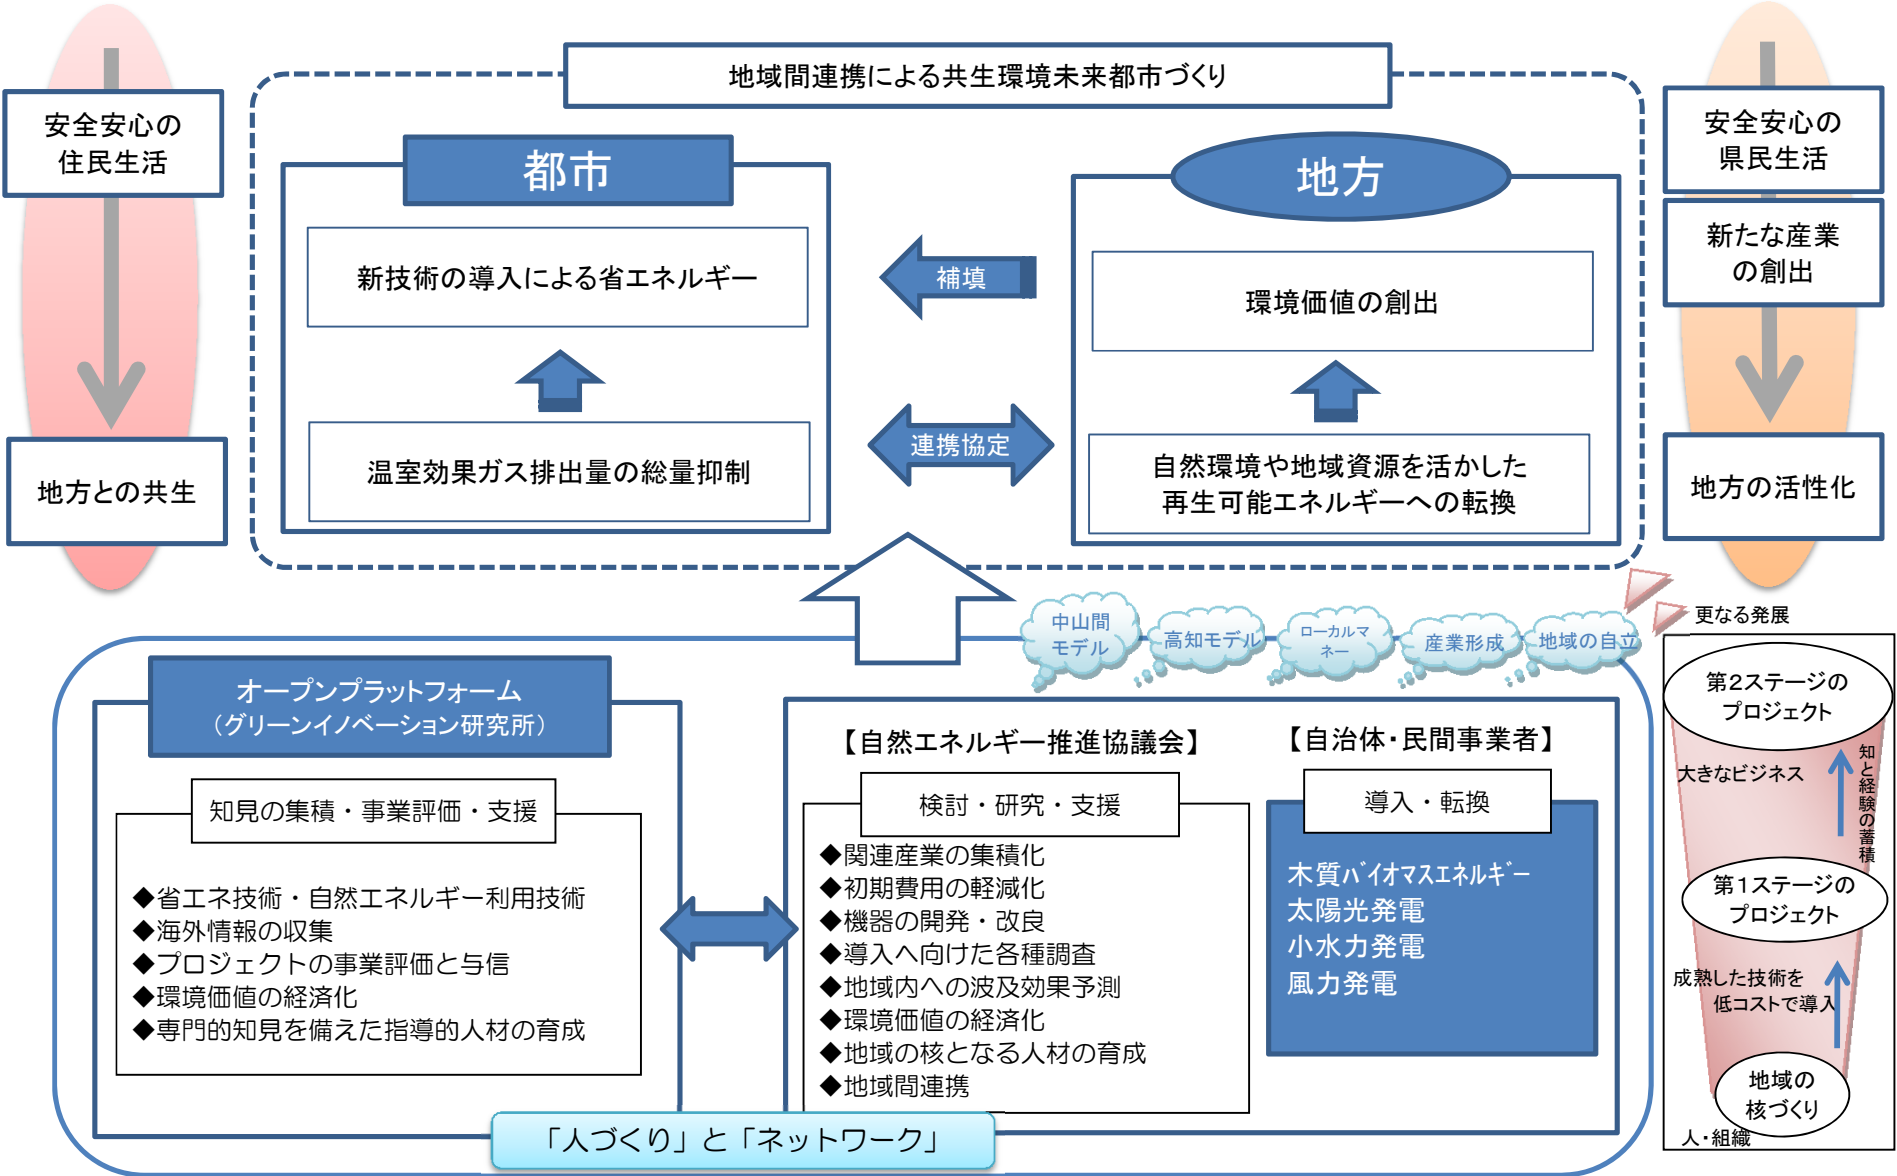 地域間連携による共生環境未来都市づくり
安全安心の
住民生活
地方との共生
都市
新技術の導入による省エネルギー
温室効果ガス排出量の総量抑制
補填
連携協定
地方
環境価値の創出
自然環境や地域資源を活かした
再生可能エネルギーへの転換
安全安心の
県民生活
新たな産業
の創出
地方の活性化
中山間
モデル
高知モデル
ローカルマ
ネー
産業形成
地域の自立
更なる発展
オープンプラットフォーム
（グリーンイノベーション研究所）
知見の集積・事業評価・支援
◆省エネ技術・自然エネルギー利用技術
◆海外情報の収集
◆プロジェクトの事業評価と与信
◆環境価値の経済化
◆専門的知見を備えた指導的人材の育成
【自然エネルギー推進協議会】
検討・研究・支援
◆関連産業の集積化
◆初期費用の軽減化
◆機器の開発・改良
◆導入へ向けた各種調査
◆地域内への波及効果予測
◆環境価値の経済化
◆地域の核となる人材の育成
◆地域間連携
【自治体・民間事業者】
導入・転換
木質ﾊﾞｲｵﾏｽｴﾈﾙｷﾞｰ
太陽光発電
小水力発電
風力発電
「人づくり」と「ネットワーク」
第２ステージの
プロジェクト
大きなビジネス
知と経験の蓄積
第１ステージの
プロジェクト
成熟した技術を
低コストで導入
地域の
核づくり
人・組織